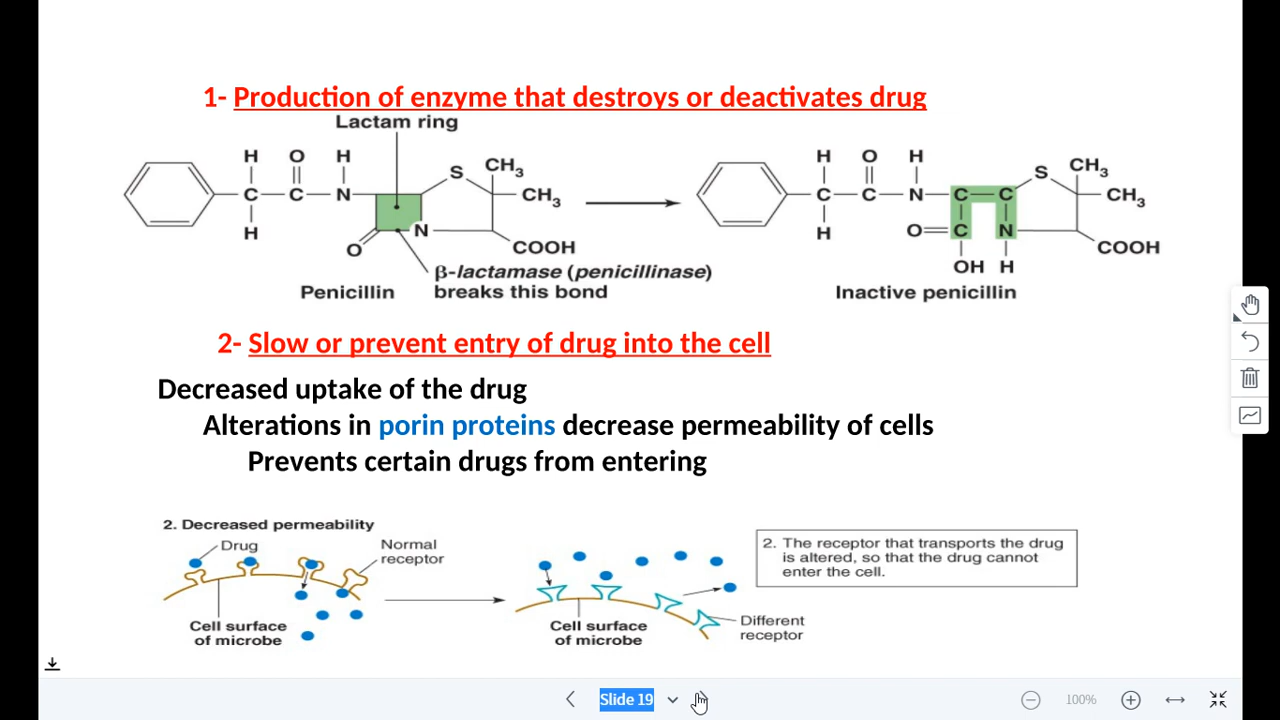 1- Production of enzyme that destroys or deactivates drug
Lactam ring
H O H S CH3
C C N CH3
H O N COOH
β-lactamase (penicillinase)
Penicillin breaks this bond
H O H S CH3
C C N C C CH3
H O C N COOH
OH H
Inactive penicillin
2- Slow or prevent entry of drug into the cell
Decreased uptake of the drug
Alterations in porin proteins decrease permeability of cells
Prevents certain drugs from entering
2. Decreased permeability
Drug
Normal
receptor
Cell surface
of microbe
Cell surface
of microbe
Different
receptor
2. The receptor that transports the drug
is altered, so that the drug cannot
enter the cell.
Slide 19
100%